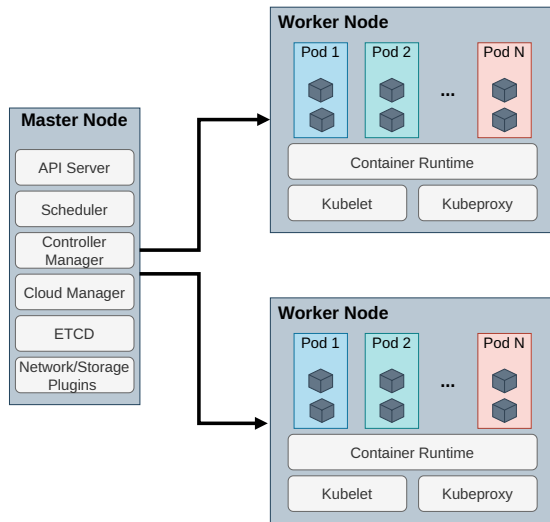 Master Node
API Server
Scheduler
Controller
Manager
Cloud Manager
ETCD
Network/Storage
Plugins
Worker Node
Pod 1 Pod 2 Pod N
...
Container Runtime
Kubelet Kubeproxy
Worker Node
Pod 1 Pod 2 Pod N
...
Container Runtime
Kubelet Kubeproxy